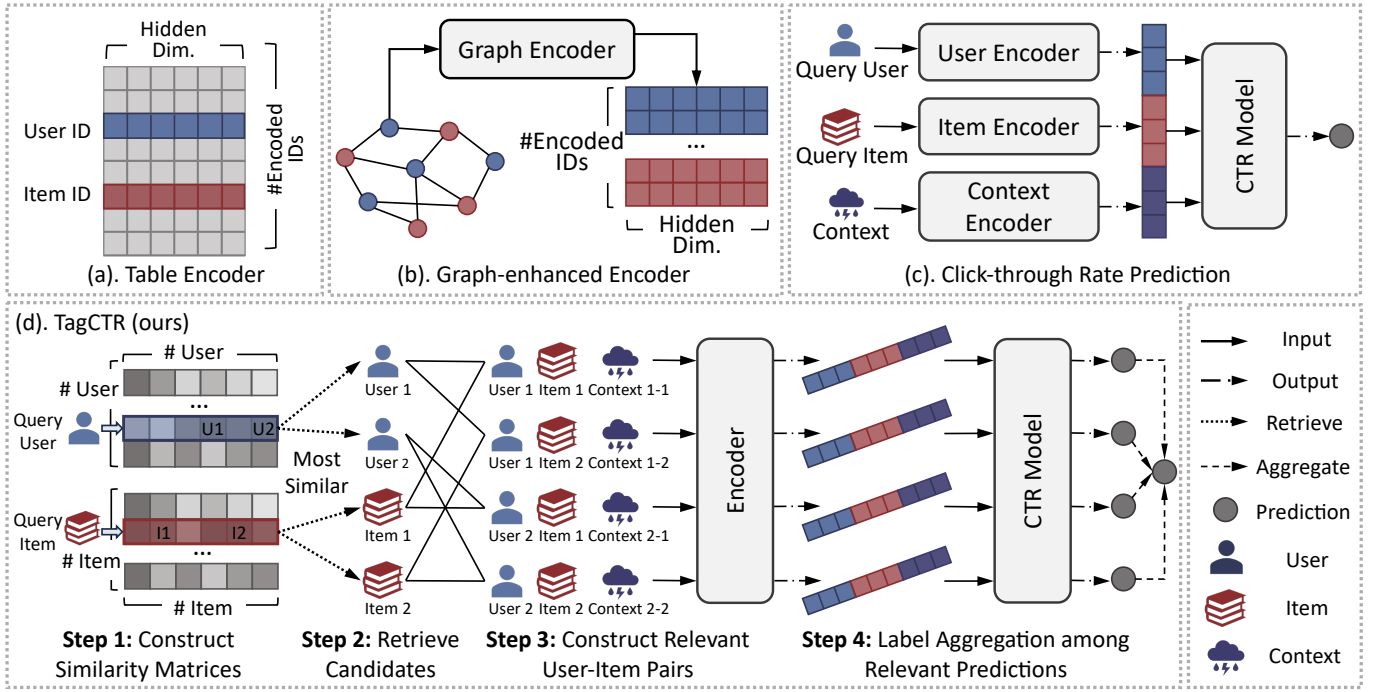 Hidden
Dim.
User ID
Item ID
#Encoded
IDs
(a). Table Encoder
Graph Encoder
#Encoded
IDs
...
Hidden
Dim.
(b). Graph-enhanced Encoder
Query User
User Encoder
Query Item
Item Encoder
Context
Context
Encoder
CTR Model
(c). Click-through Rate Prediction
(d). TagCTR (ours)
# User
# User
...
Query
User
U1 U2
Query
Item
I1 I2
...
# Item
# Item
Step 1: Construct
Similarity Matrices
Most
Similar
User 1
User 2
Item 1
Item 2
Step 2: Retrieve
Candidates
User 1 Item 1 Context 1-1
User 1 Item 2 Context 1-2
User 2 Item 1 Context 2-1
User 2 Item 2 Context 2-2
Step 3: Construct Relevant
User-Item Pairs
Encoder
CTR Model
Step 4: Label Aggregation among
Relevant Predictions
Input
Output
Retrieve
Aggregate
Prediction
User
Item
Context